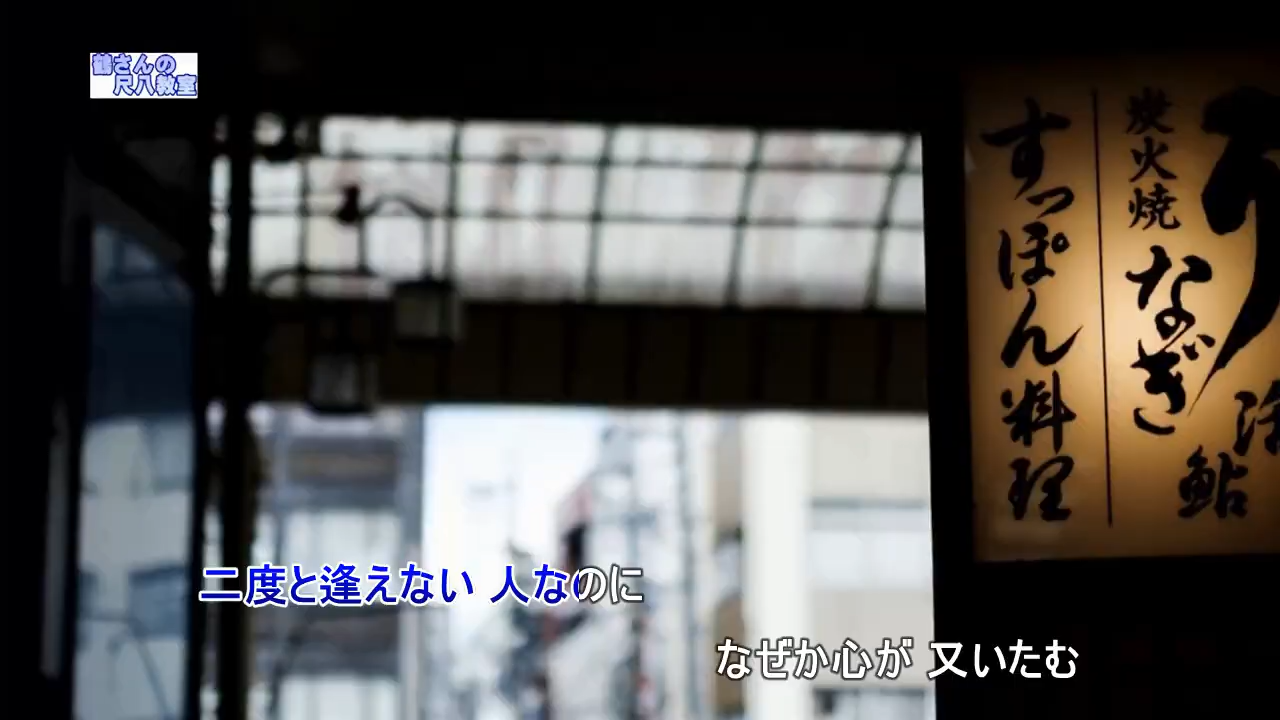 鶴さんの
尺八教室
炭火焼
う
なぎ
活
鮎
すっぽん料理
二度と逢えない 人なのに
なぜか心が 又いたむ